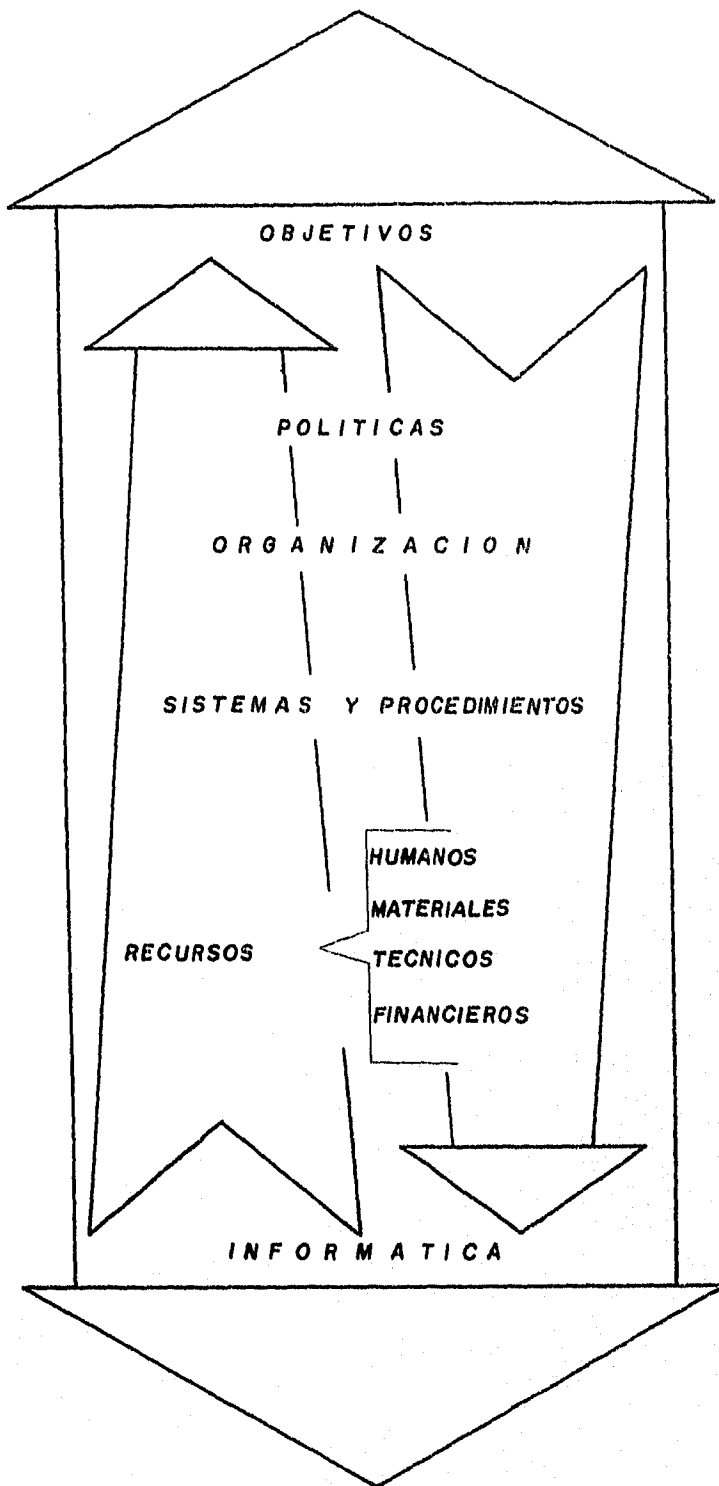 OBJETIVOS
POLITICAS
ORGANIZACION
SISTEMAS Y PROCEDIMIENTOS
HUMANOS
MATERIALES
RECURSOS
TECNICOS
FINANCIEROS
INFORMATICA